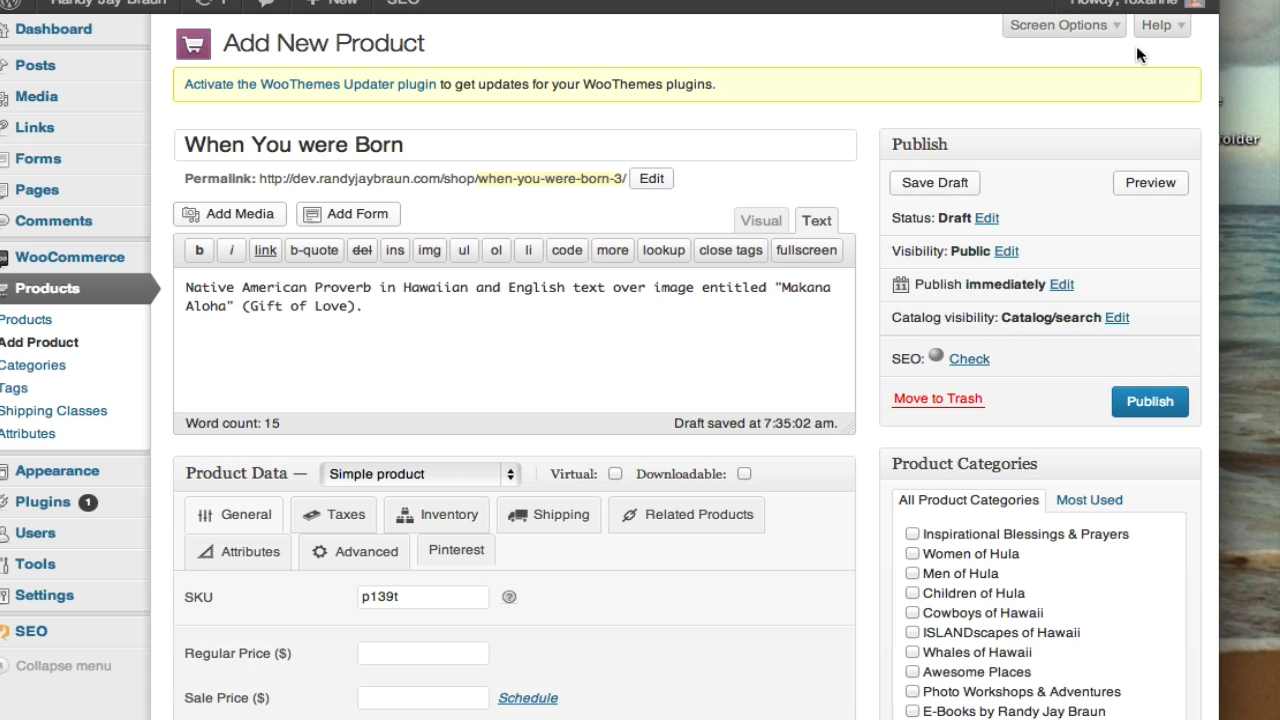 Randy Jay Braun
1
New
SEO
Howdy, Roxanne
Screen Options
Help
Dashboard
Posts
Media
Links
Forms
Pages
Comments
WooCommerce
Products
Products
Add Product
Categories
Tags
Shipping Classes
Attributes
Appearance
Plugins 1
Users
Tools
Settings
SEO
Collapse menu
Add New Product
Activate the WooThemes Updater plugin to get updates for your WooThemes plugins.
When You were Born
Permalink: http://dev.randyjaybraun.com/shop/when-you-were-born-3/ Edit
Add Media Add Form
Visual Text
b i link b-quote del ins img ul ol li code more lookup close tags fullscreen
Native American Proverb in Hawaiian and English text over image entitled "Makana
Aloha" (Gift of Love).
Word count: 15 Draft saved at 7:35:02 am.
Product Data — Simple product Virtual: Downloadable:
General Taxes Inventory Shipping Related Products
Attributes Advanced Pinterest
SKU p139t
Regular Price ($)
Sale Price ($) Schedule
Publish
Save Draft Preview
Status: Draft Edit
Visibility: Public Edit
11 Publish immediately Edit
Catalog visibility: Catalog/search Edit
SEO: Check
Move to Trash Publish
Product Categories
All Product Categories Most Used
Inspirational Blessings & Prayers
Women of Hula
Men of Hula
Children of Hula
Cowboys of Hawaii
ISLANDscapes of Hawaii
Whales of Hawaii
Awesome Places
Photo Workshops & Adventures
E-Books by Randy Jay Braun